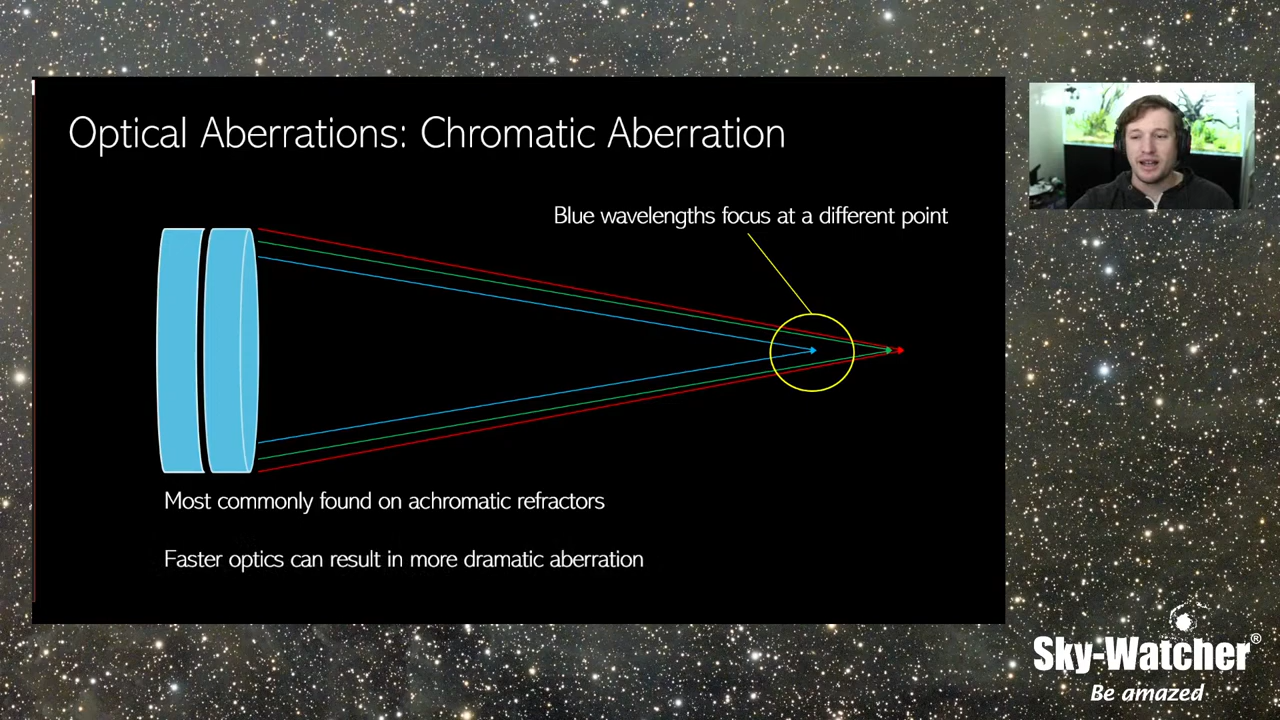 Optical Aberrations: Chromatic Aberration
Blue wavelengths focus at a different point
Most commonly found on achromatic refractors
Faster optics can result in more dramatic aberration
Sky-Watcher®
Be amazed